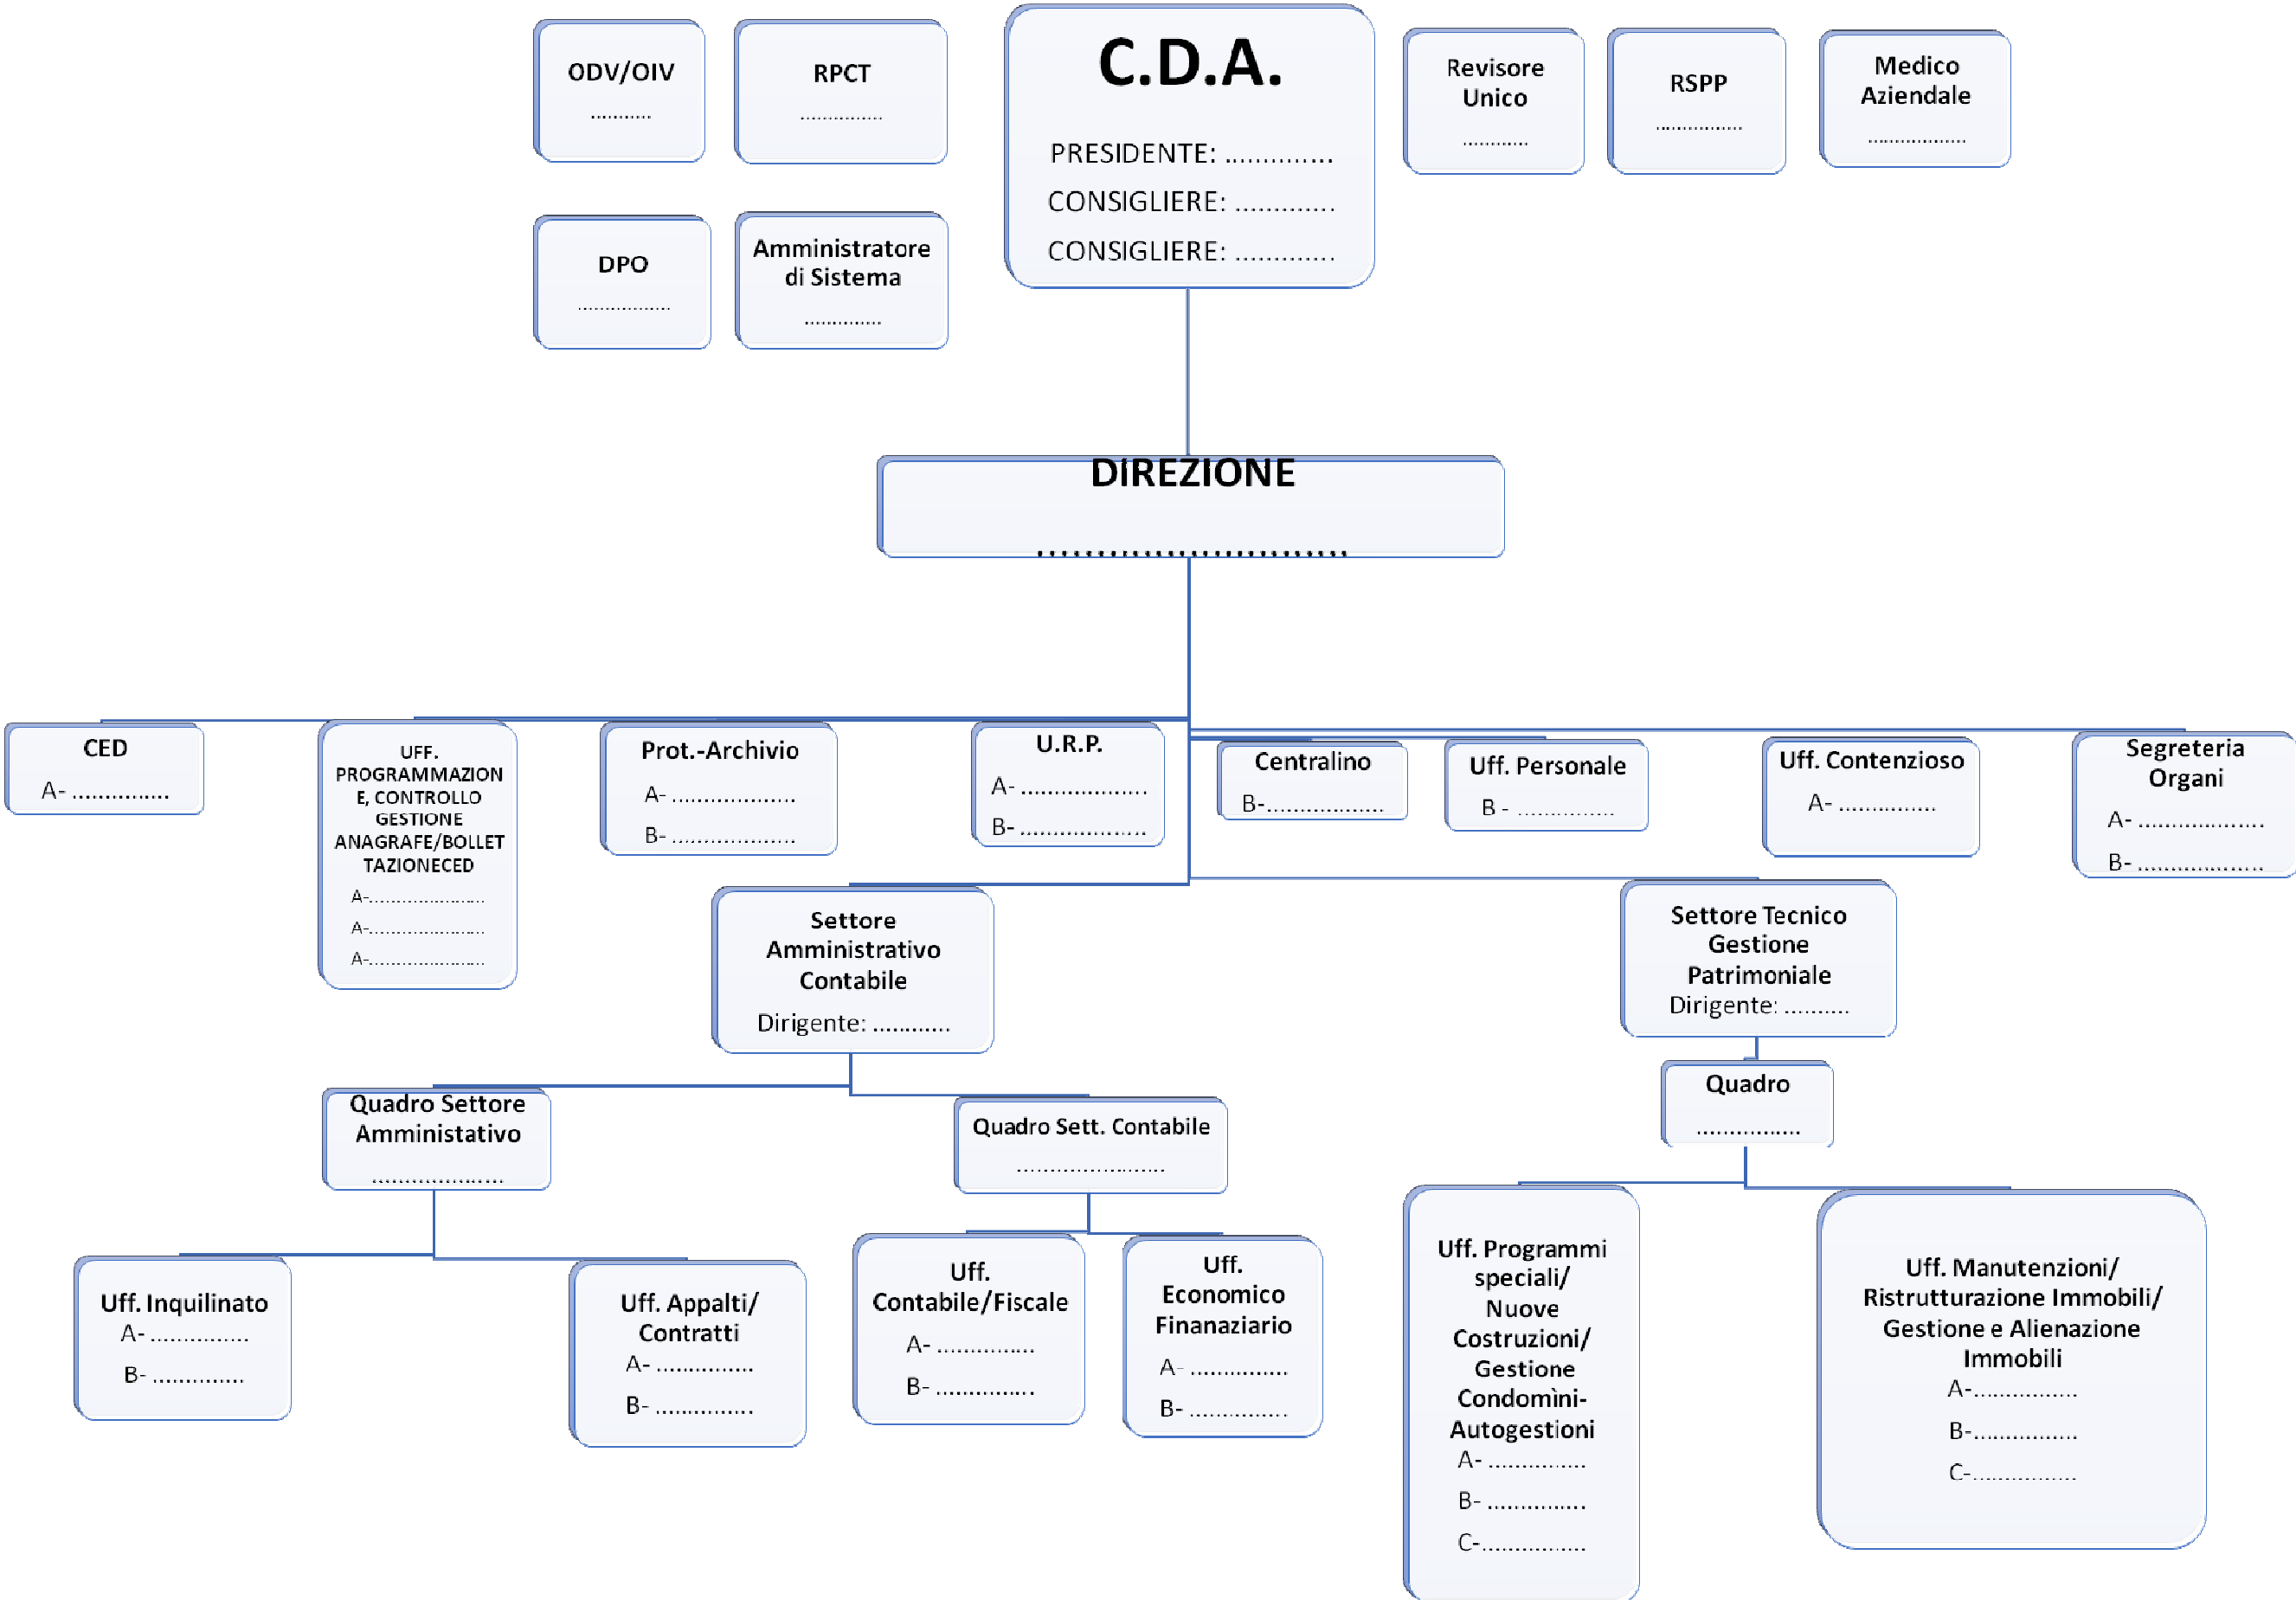 ODV/OIV
...........
RPCT
...............
C.D.A.
PRESIDENTE: .............
CONSIGLIERE: ............
CONSIGLIERE: ............
Revisore
Unico
............
RSPP
................
Medico
Aziendale
..................
DPO
.................
Amministratore
di Sistema
..............
DIREZIONE
..........................
CED
A- ...............
UFF.
PROGRAMMAZION
E, CONTROLLO
GESTIONE
ANAGRAFE/BOLLET
TAZIONECED
A-......................
A-......................
A-......................
Prot.-Archivio
A- ...................
B- ...................
U.R.P.
A- ...................
B- ...................
Centralino
B-..................
Uff. Personale
B - ...............
Uff. Contenzioso
A- ...............
Segreteria
Organi
A- ...................
B- ...................
Settore
Amministrativo
Contabile
Dirigente: ............
Settore Tecnico
Gestione
Patrimoniale
Dirigente: ..........
Quadro Settore
Amministativo
....................
Quadro Sett. Contabile
.......................
Quadro
................
Uff. Inquilinato
A- ...............
B- ..............
Uff. Appalti/
Contratti
A- ...............
B- ...............
Uff.
Contabile/Fiscale
A- ...............
B- ...............
Uff.
Economico
Finanaziario
A- ...............
B- ...............
Uff. Programmi
speciali/
Nuove
Costruzioni/
Gestione
Condomìni-
Autogestioni
A- ...............
B- ...............
C-................
Uff. Manutenzioni/
Ristrutturazione Immobili/
Gestione e Alienazione
Immobili
A-................
B-................
C-................